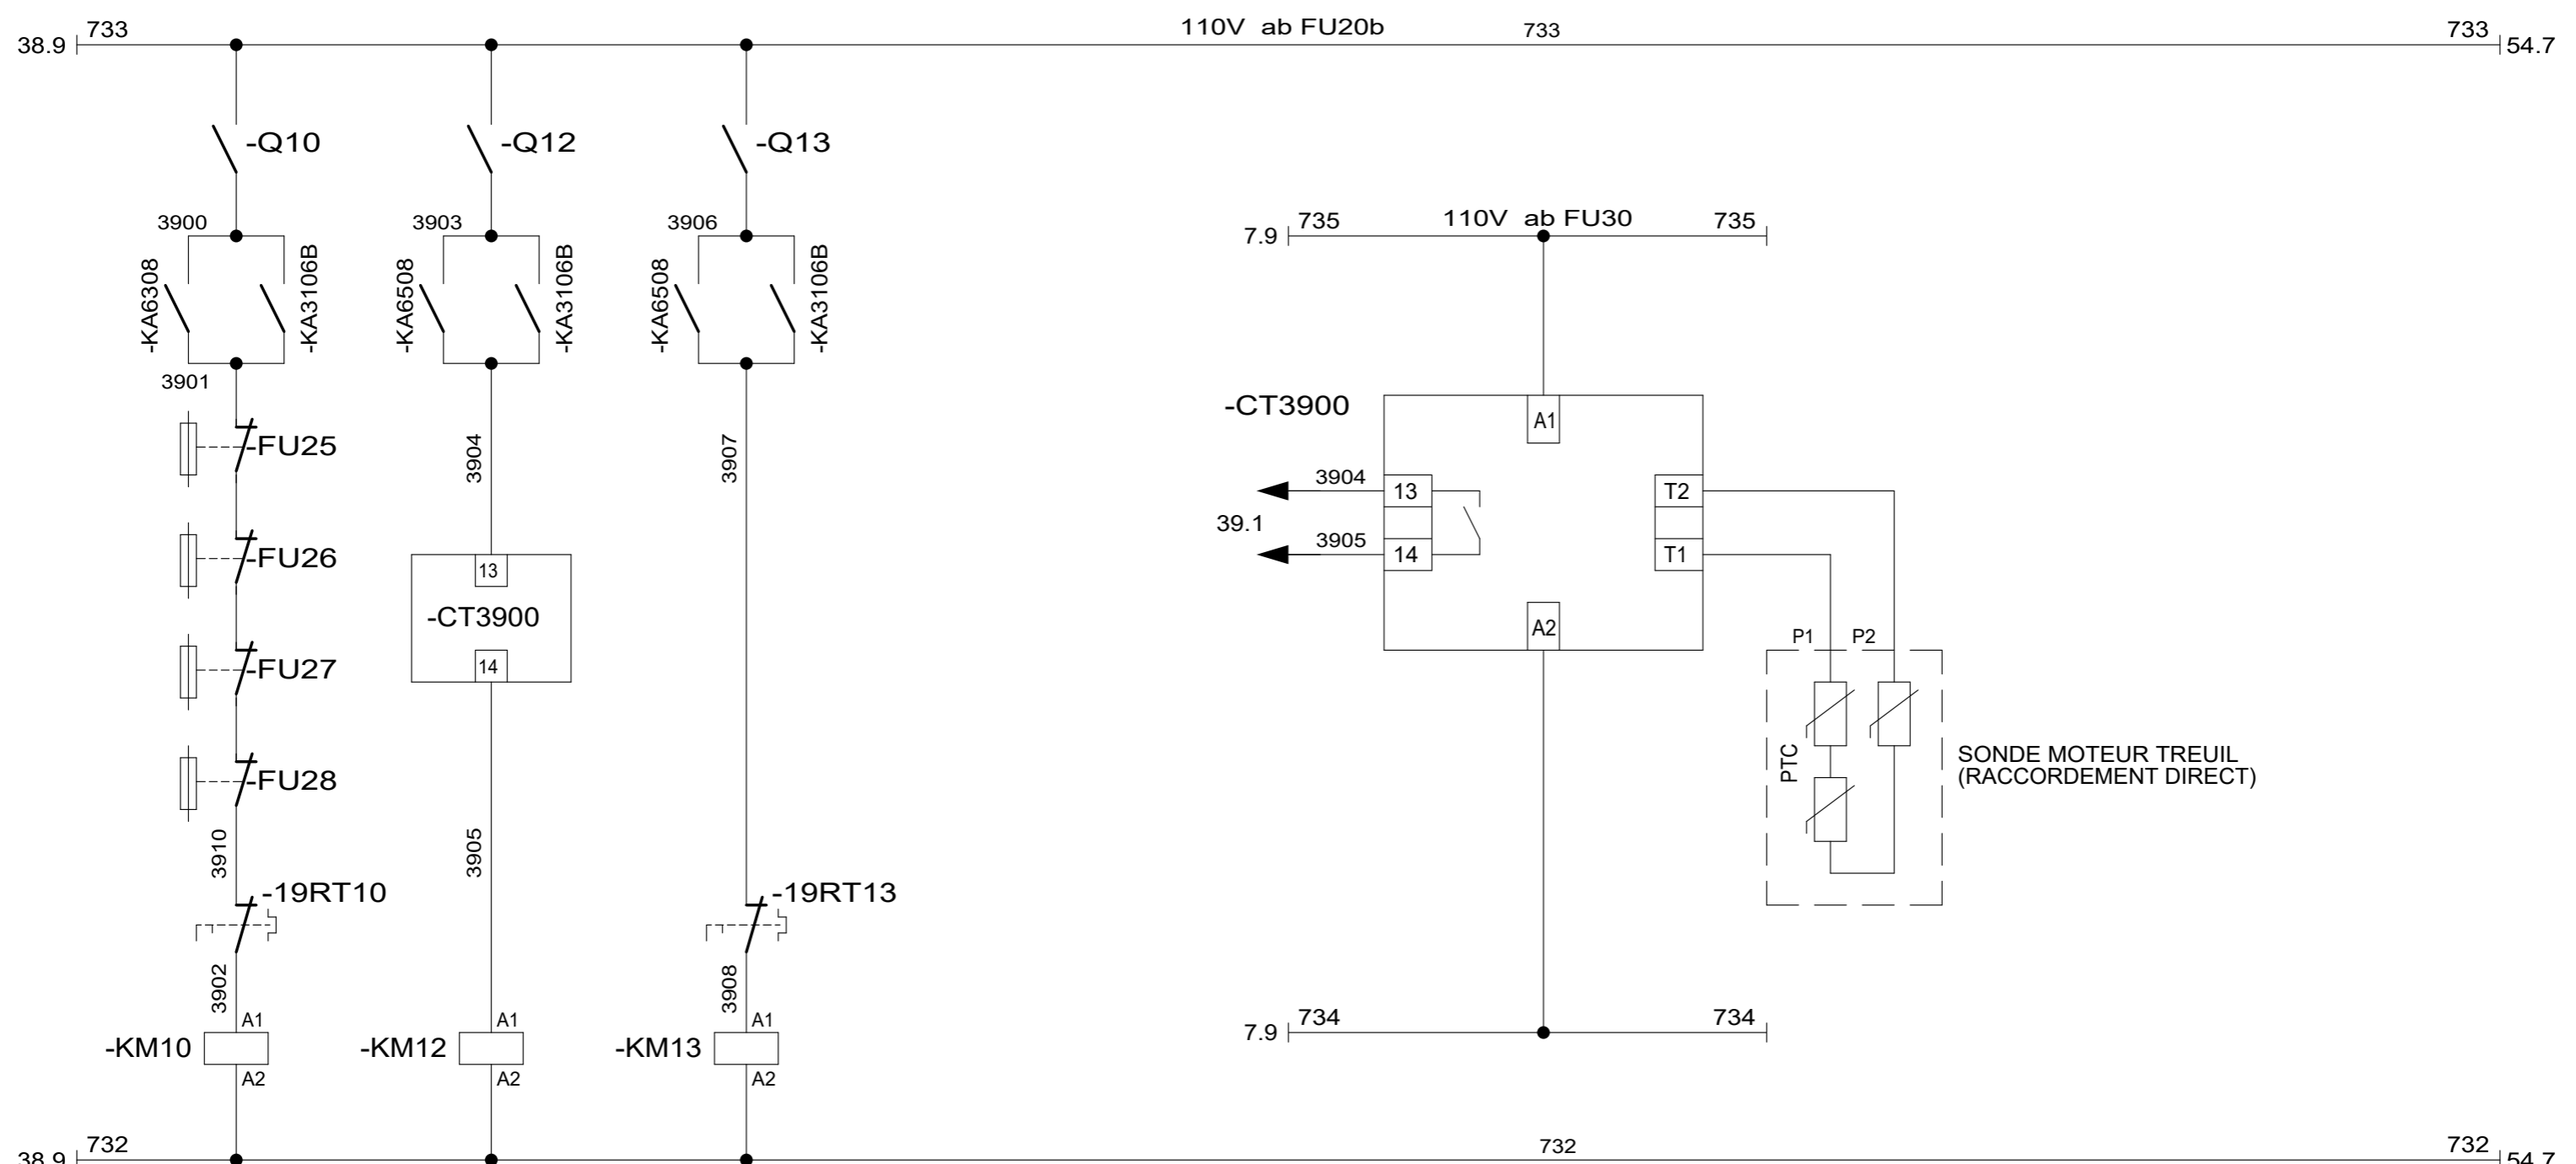 38.9 733 110V ab FU20b 733 733 54.7
-Q10 -Q12 -Q13
3900 3903 3906
-KA6308 -KA3106B -KA6508 -KA3106B -KA6508 -KA3106B
3901
735 110V ab FU30 735
7.9
-CT3900
A1
-FU25
3904
3907
3904 13 T2
39.1
3905 14 T1
-FU26
13
-CT3900
14
A2
P1 P2
-FU27
PTC
SONDE MOTEUR TREUIL
(RACCORDEMENT DIRECT)
-FU28
3910
3905
-19RT10 -19RT13
3902
3908
7.9 734 734
A1 A1 A1
-KM10 -KM12 -KM13
A2 A2 A2
38.9 732 732 732 54.7